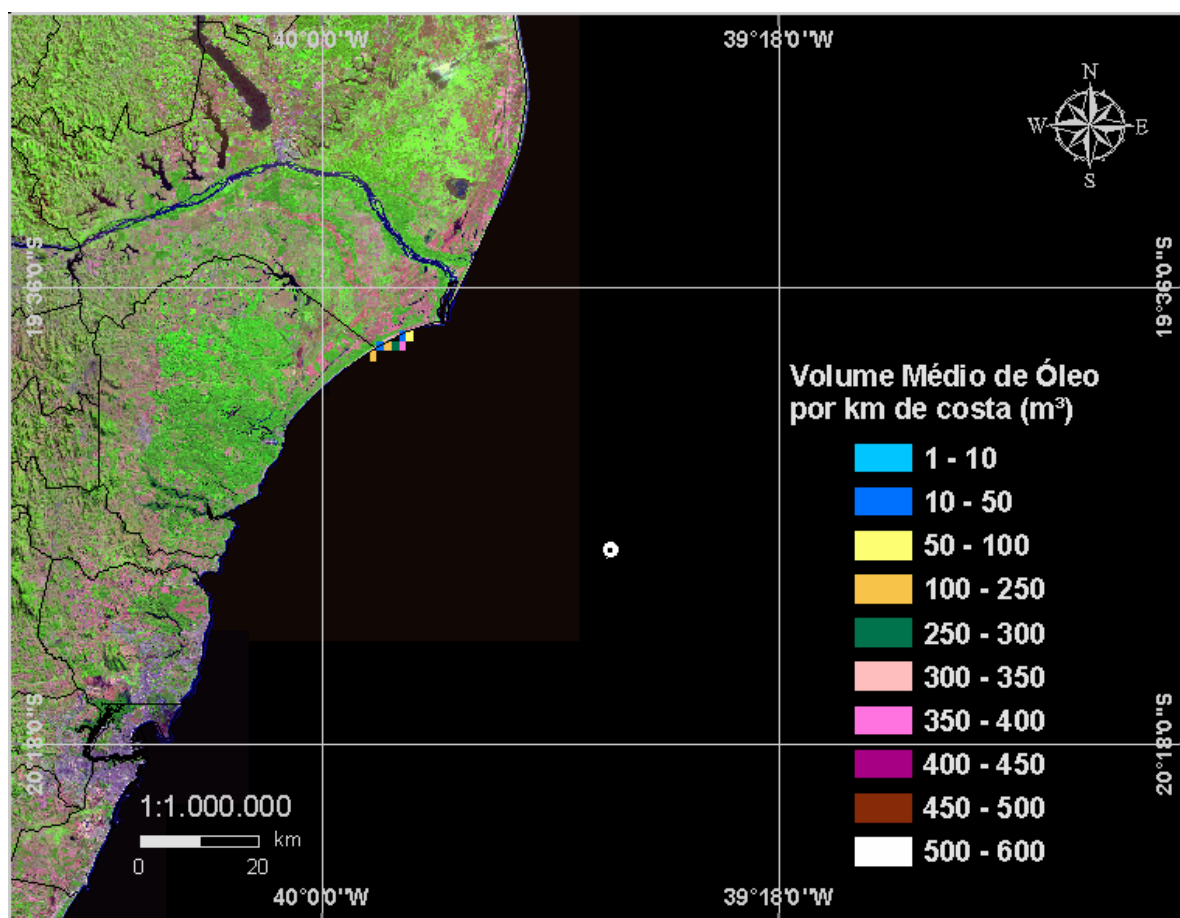 40°0'0"W
39°18'0"W
N
W
E
S
19°36'0"S
19°36'0"S
Volume Médio de Óleo
por km de costa (m³)
1 - 10
10 - 50
50 - 100
100 - 250
250 - 300
300 - 350
350 - 400
400 - 450
450 - 500
500 - 600
20°18'0"S
20°18'0"S
1:1.000.000
km
0 20
40°0'0"W
39°18'0"W